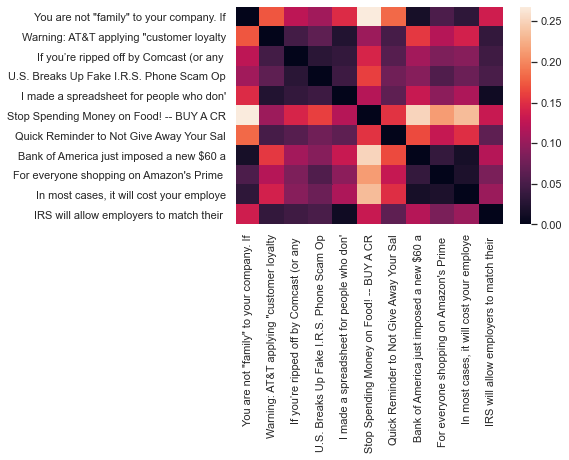 You are not "family" to your company. If
Warning: AT&T applying "customer loyalty
If you're ripped off by Comcast (or any
U.S. Breaks Up Fake I.R.S. Phone Scam Op
I made a spreadsheet for people who don'
Stop Spending Money on Food! -- BUY A CR
Quick Reminder to Not Give Away Your Sal
Bank of America just imposed a new $60 a
For everyone shopping on Amazon's Prime
In most cases, it will cost your employe
IRS will allow employers to match their
0.25
0.20
0.15
0.10
0.05
0.00
You are not "family" to your company. If
Warning: AT&T applying "customer loyalty
If you're ripped off by Comcast (or any
U.S. Breaks Up Fake I.R.S. Phone Scam Op
I made a spreadsheet for people who don'
Stop Spending Money on Food! -- BUY A CR
Quick Reminder to Not Give Away Your Sal
Bank of America just imposed a new $60 a
For everyone shopping on Amazon's Prime
In most cases, it will cost your employe
IRS will allow employers to match their